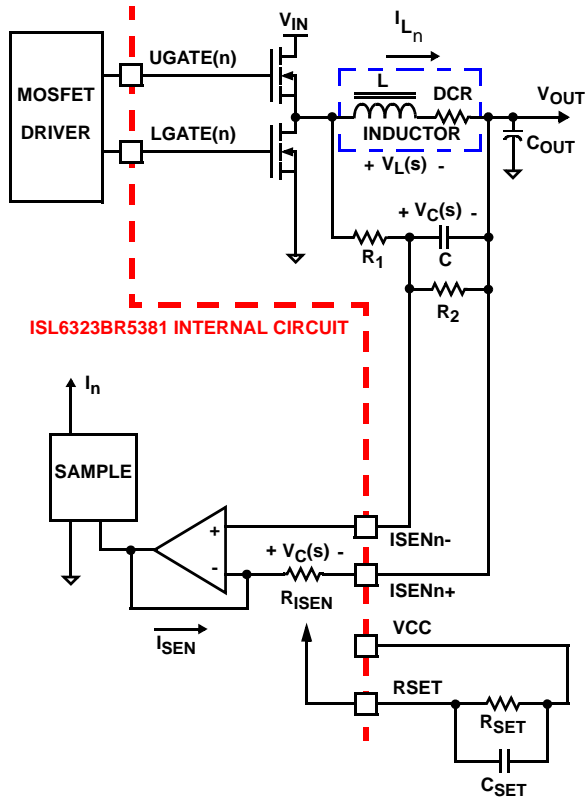 I_Ln
V_IN
UGATE(n)
L
DCR
V_OUT
MOSFET
DRIVER
LGATE(n)
INDUCTOR
C_OUT
+ V_L(s) -
+ V_C(s) -
R_1
C
R_2
ISL6323BR5381 INTERNAL CIRCUIT
I_n
SAMPLE
+
-
+ V_C(s) -
ISENn-
R_ISEN
ISENn+
I_SEN
VCC
RSET
R_SET
C_SET